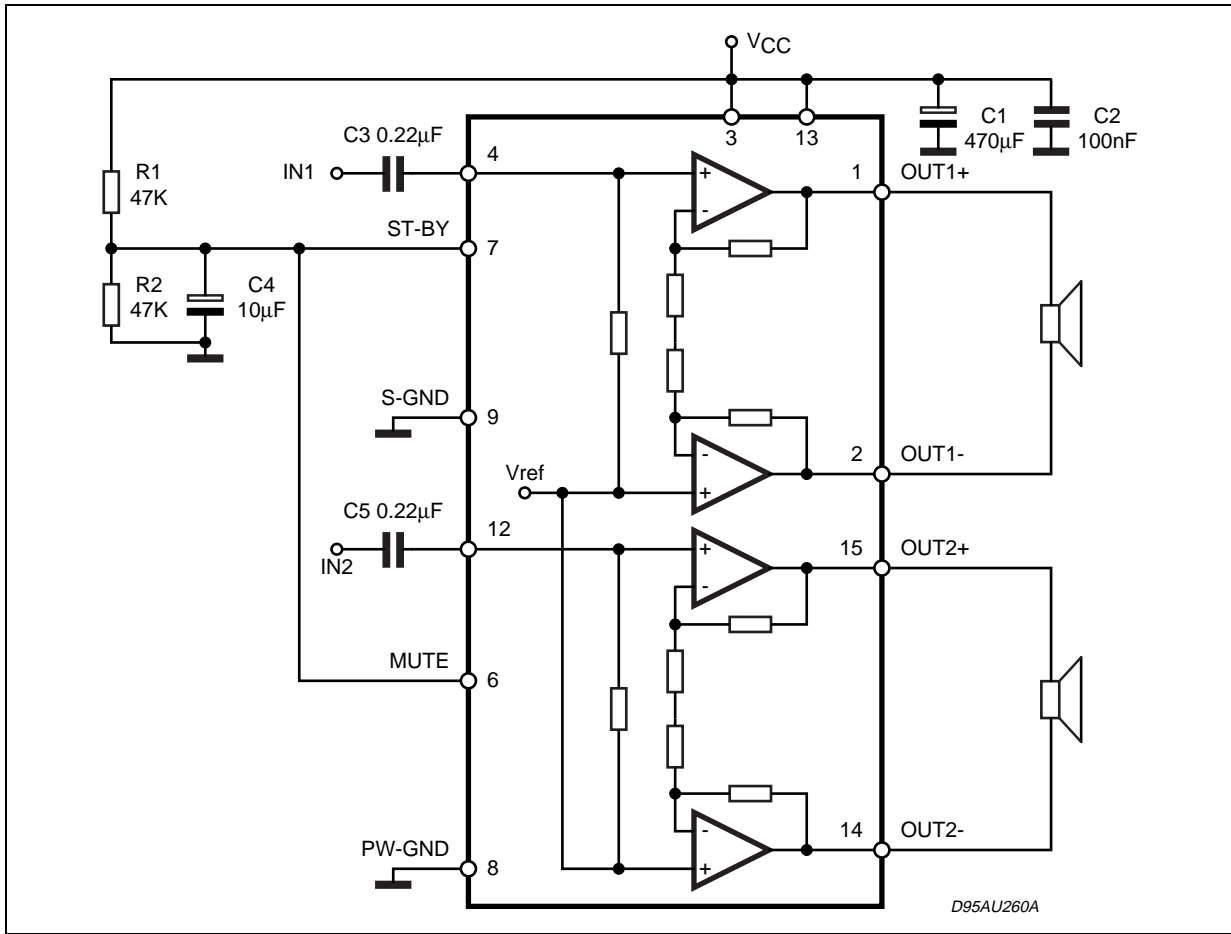 VCC
C3 0.22μF
3
13
C1
470μF
C2
100nF
4
IN1
+
-
1
OUT1+
R1
47K
ST-BY
7
R2
47K
C4
10μF
S-GND
9
-
+
2
OUT1-
Vref
C5 0.22μF
12
IN2
+
-
15
OUT2+
MUTE
6
-
+
14
OUT2-
PW-GND
8
D95AU260A